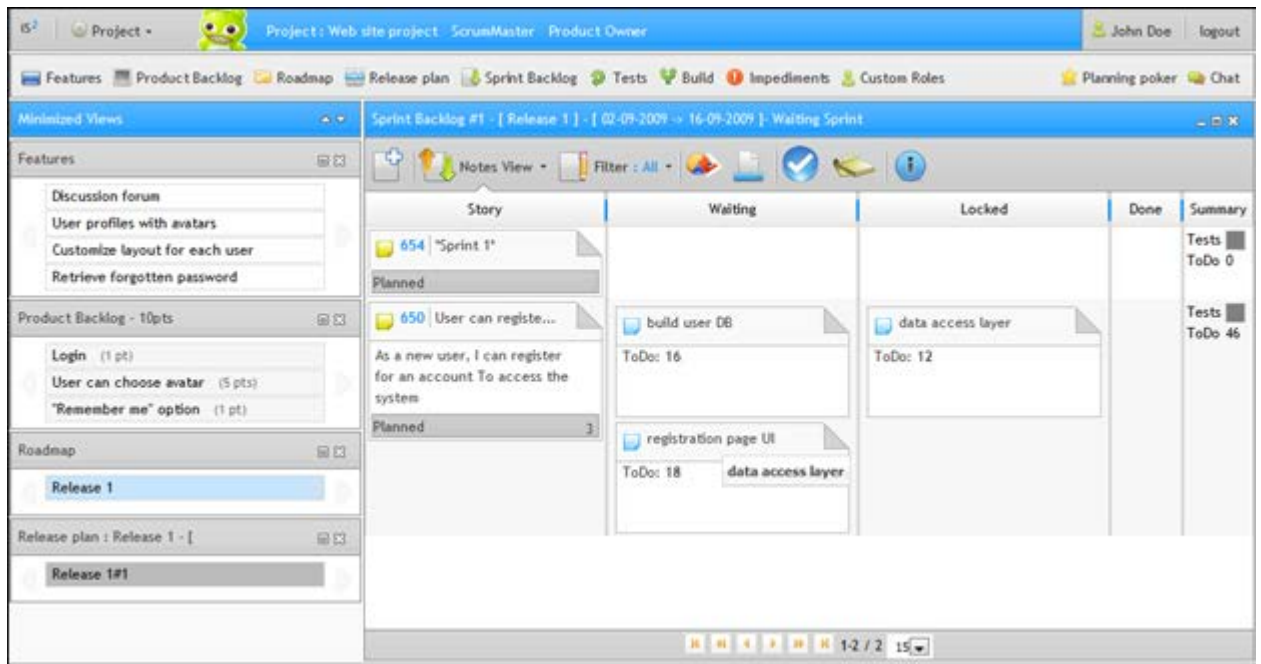 iS²
Project
Project : Web site project ScrumMaster Product Owner
John Doe
logout
Features Product Backlog Roadmap Release plan Sprint Backlog Tests Build Impediments Custom Roles Planning poker Chat
Minimized Views
Features
Discussion forum
User profiles with avatars
Customize layout for each user
Retrieve forgotten password
Product Backlog - 10pts
Login (1 pt)
User can choose avatar (5 pts)
"Remember me" option (1 pt)
Roadmap
Release 1
Release plan : Release 1 - [
Release 1#1
Sprint Backlog #1 - [ Release 1 ] - [ 02-09-2009 -> 16-09-2009 ]- Waiting Sprint
Notes View Filter : All
Story Waiting Locked Done Summary
654 "Sprint 1"
Planned
Tests
ToDo 0
650 User can registe...
As a new user, I can register
for an account To access the
system
Planned 3
build user DB
ToDo: 16
registration page UI
ToDo: 18
data access layer
data access layer
ToDo: 12
Tests
ToDo 46
1-2 / 2 15